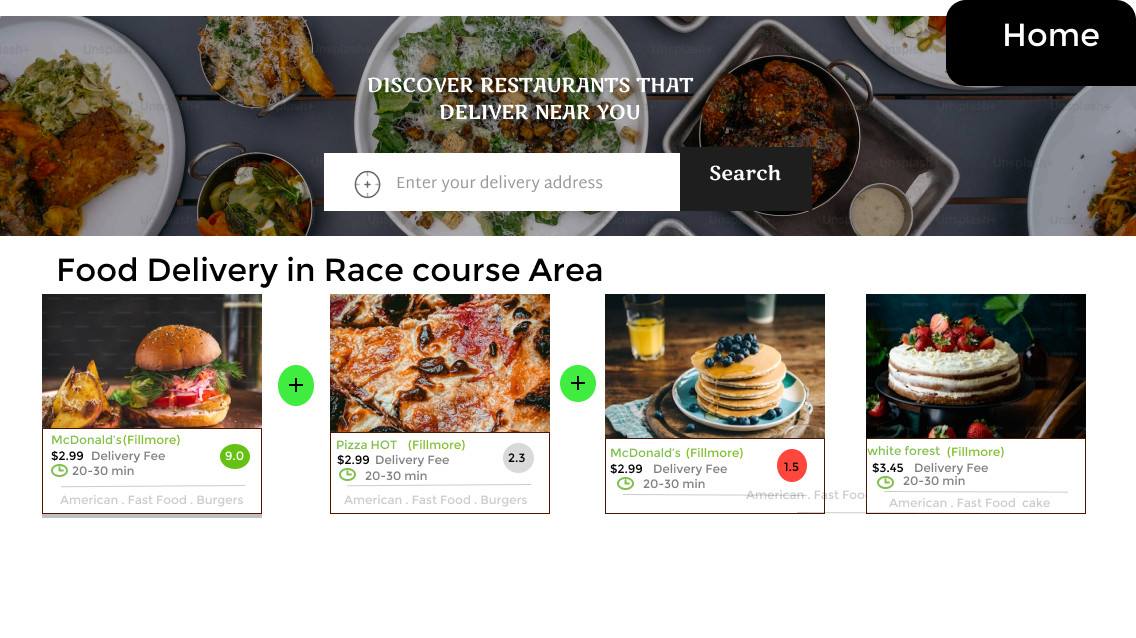 Home
DISCOVER RESTAURANTS THAT
DELIVER NEAR YOU
Enter your delivery address
Search
Food Delivery in Race course Area
McDonald's(Fillmore)
$2.99 Delivery Fee
20-30 min
9.0
American . Fast Food . Burgers
Pizza HOT (Fillmore)
$2.99 Delivery Fee
20-30 min
2.3
American . Fast Food . Burgers
McDonald's (Fillmore)
$2.99 Delivery Fee
20-30 min
1.5
American . Fast Foo
white forest (Fillmore)
$3.45 Delivery Fee
20-30 min
American . Fast Food cake